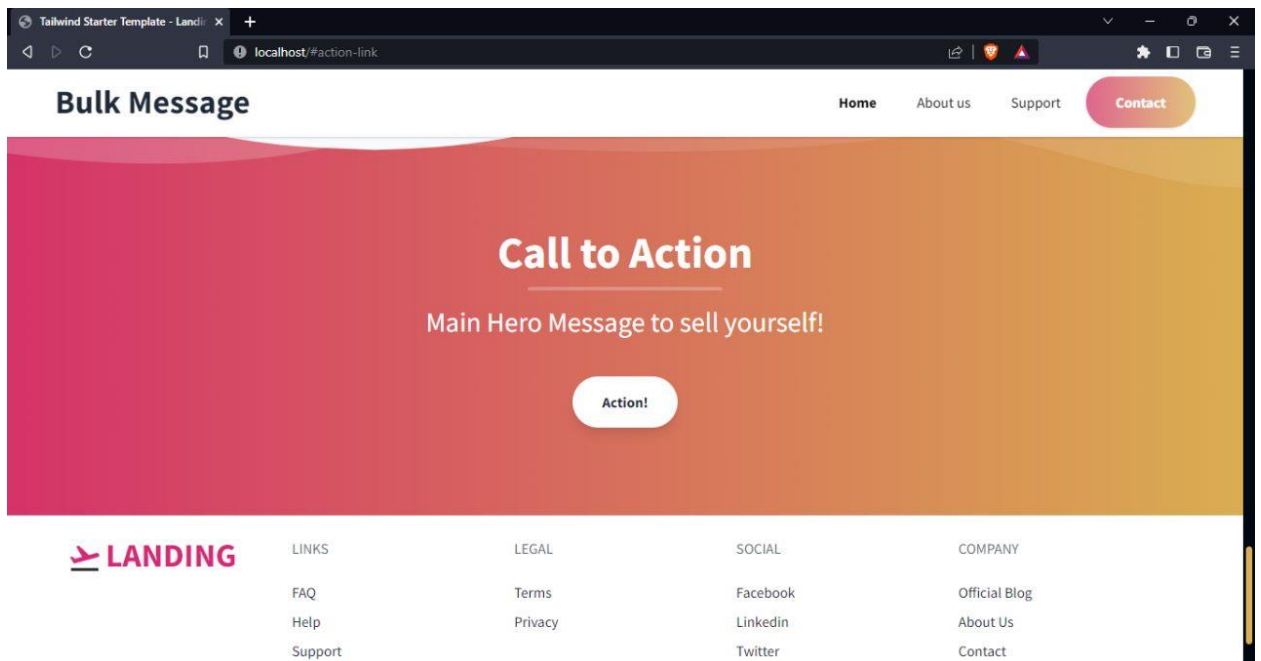 Tailwind Starter Template - Landin
localhost/#action-link
Bulk Message
Home About us Support Contact
Call to Action
Main Hero Message to sell yourself!
Action!
LANDING
LINKS
FAQ
Help
Support
LEGAL
Terms
Privacy
SOCIAL
Facebook
Linkedin
Twitter
COMPANY
Official Blog
About Us
Contact